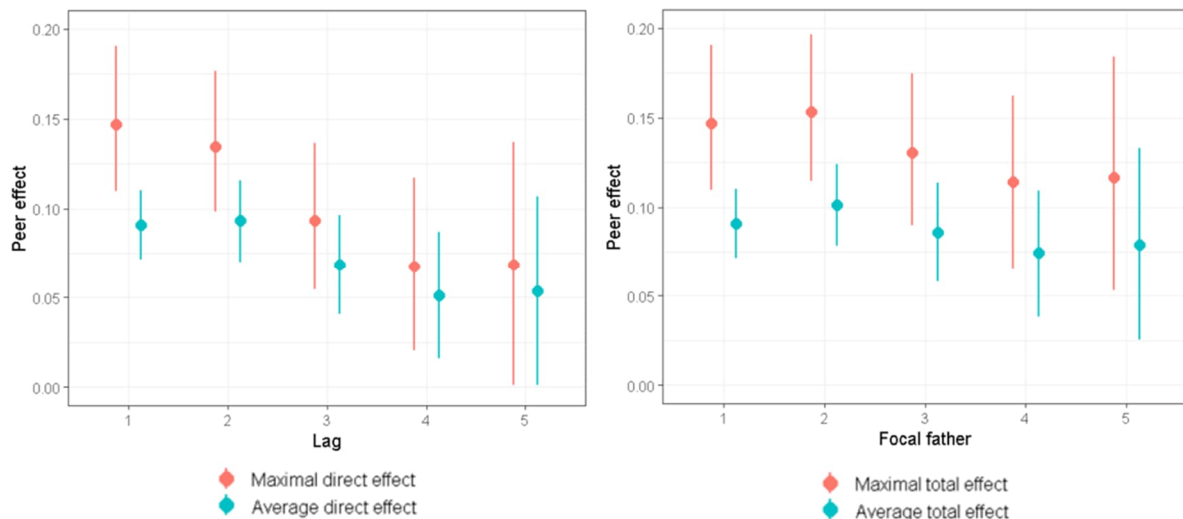 0.20
0.15
0.10
0.05
0.00
Peer effect
1 2 3 4 5
Lag
Maximal direct effect
Average direct effect
0.20
0.15
0.10
0.05
0.00
Peer effect
1 2 3 4 5
Focal father
Maximal total effect
Average total effect